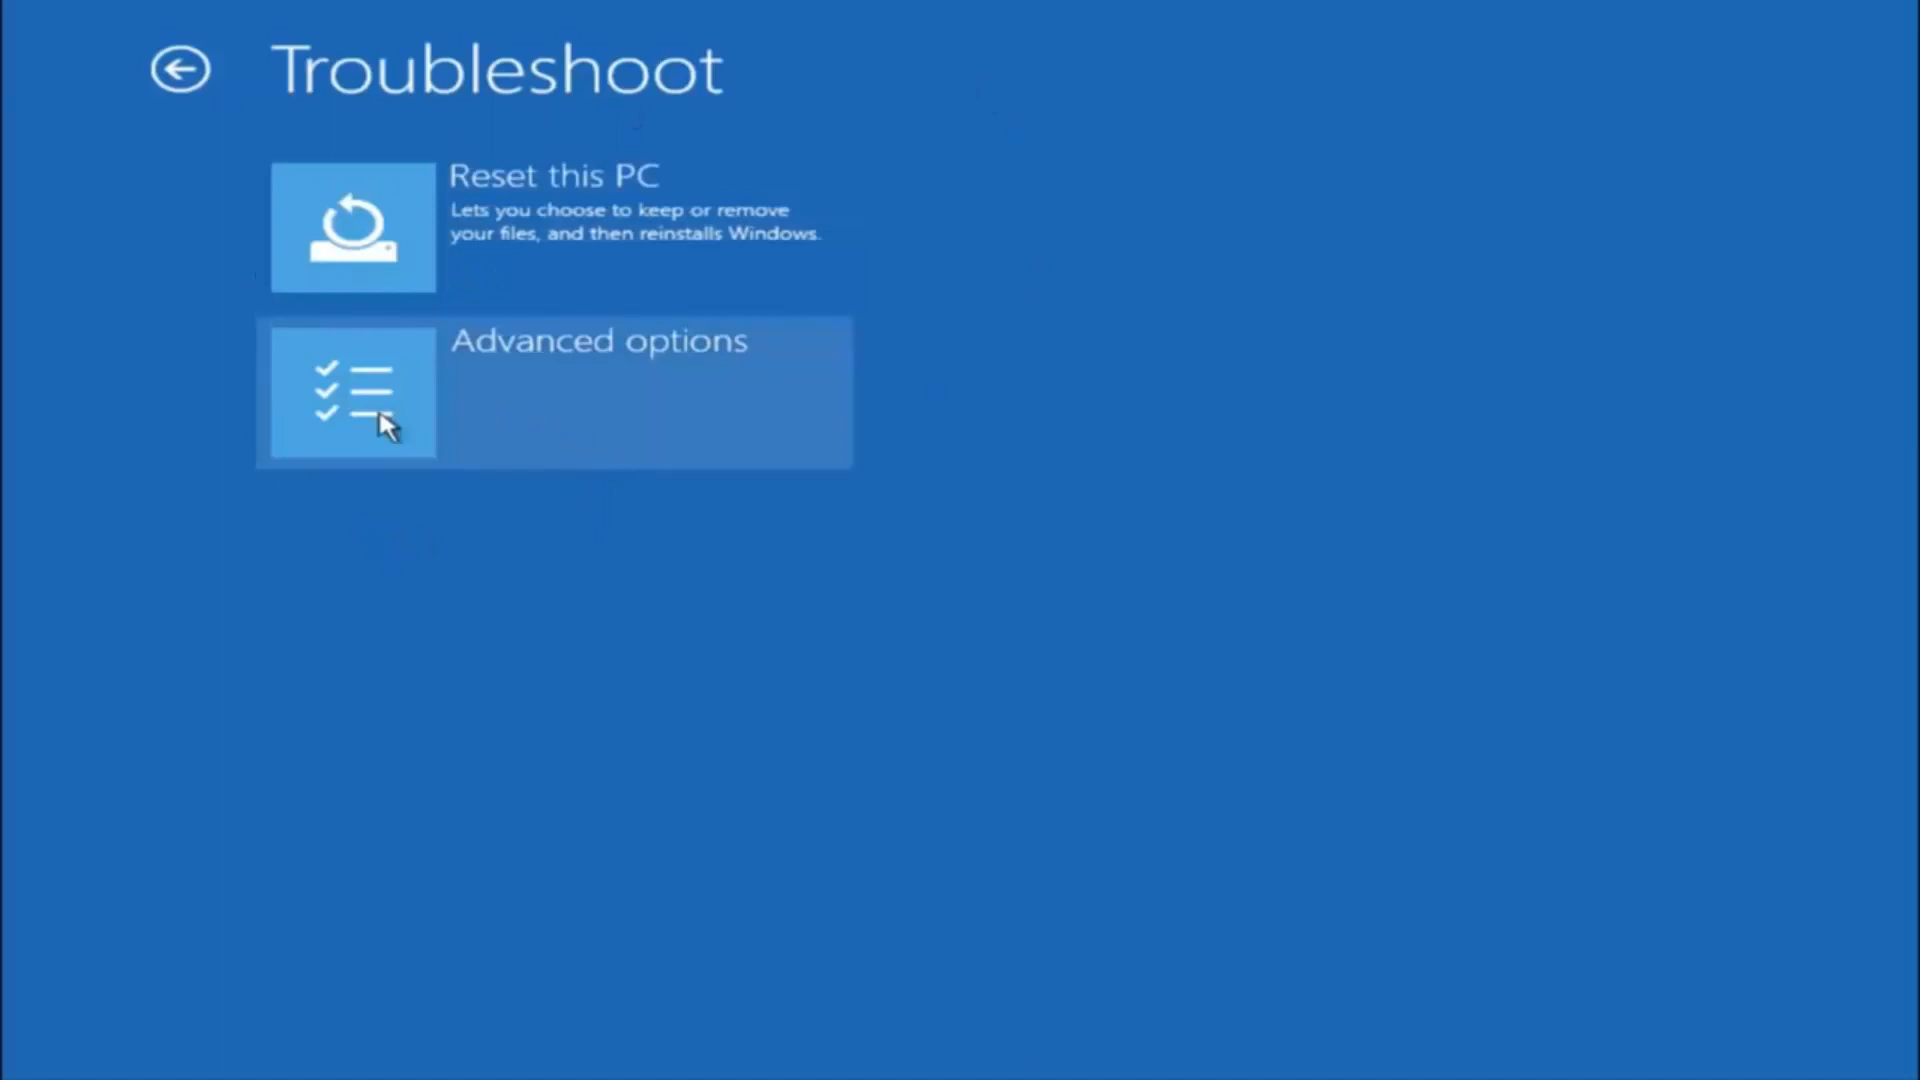 Troubleshoot
Reset this PC
Lets you choose to keep or remove
your files, and then reinstalls Windows.
Advanced options